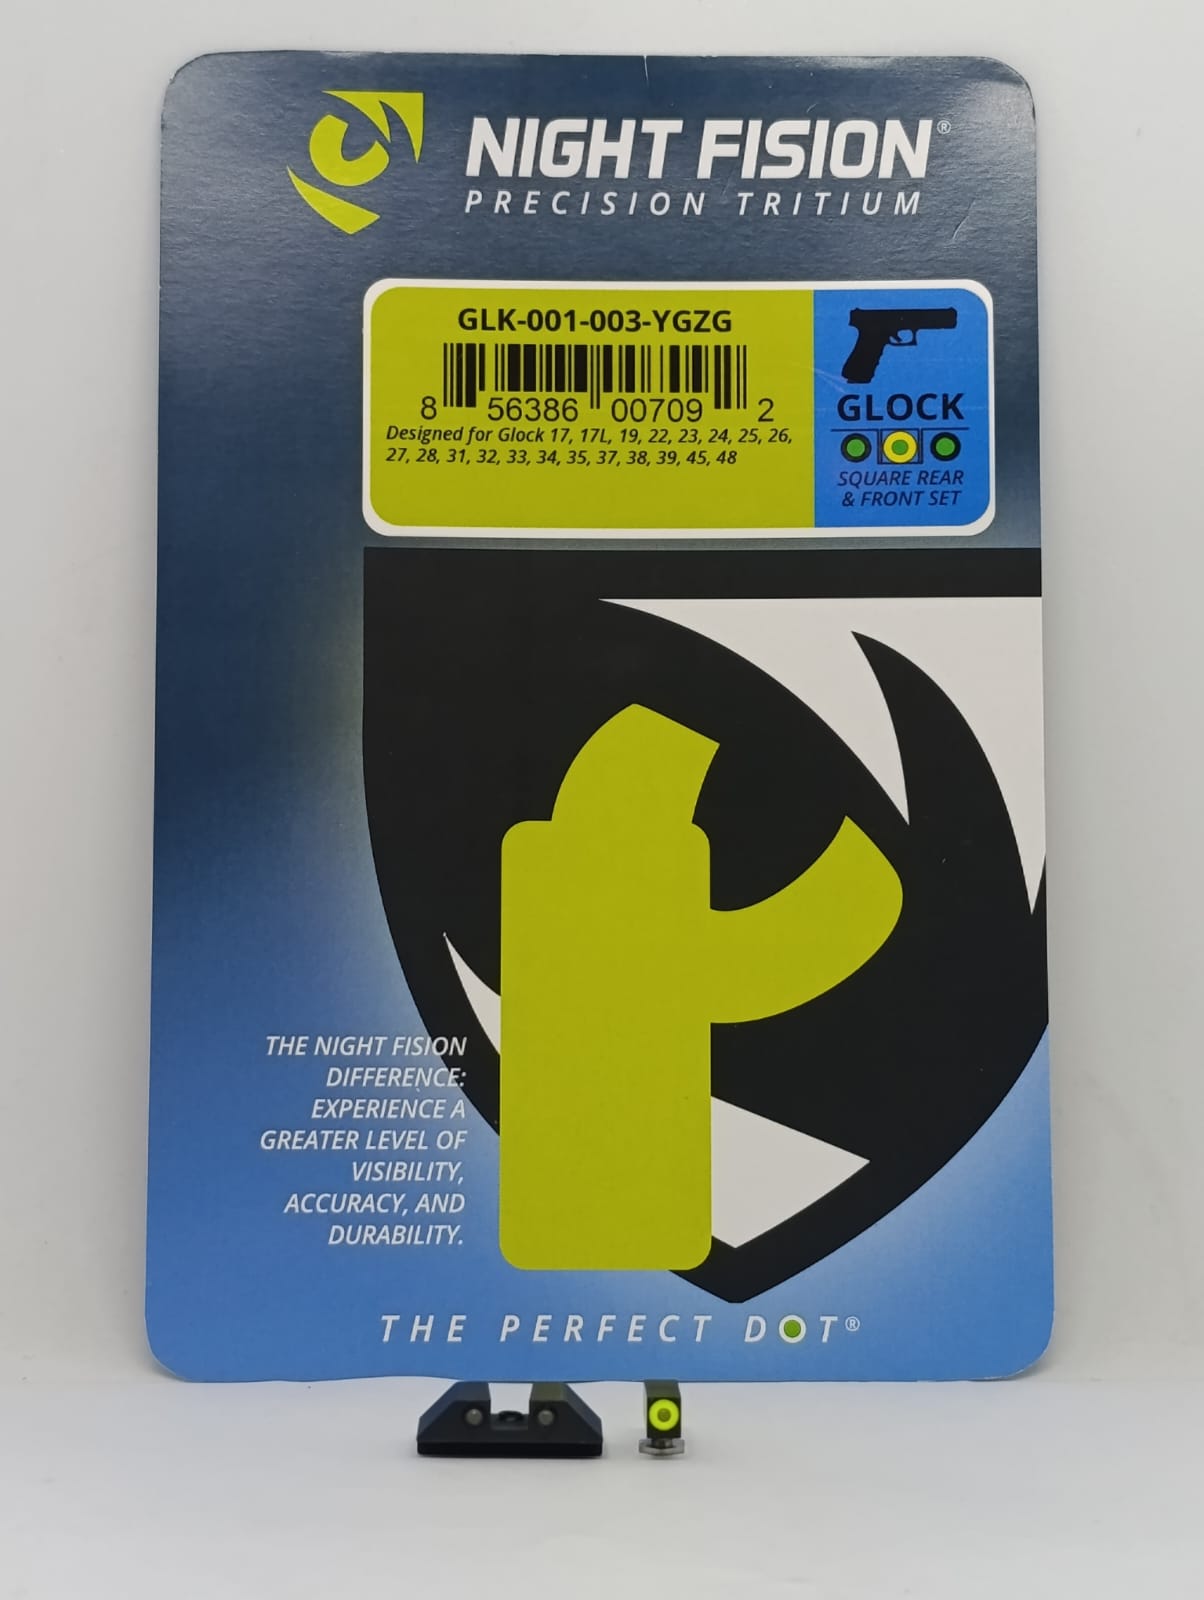 NIGHT FISION®
PRECISION TRITIUM
GLK-001-003-YGZG
8 56386 00709 2
Designed for Glock 17, 17L, 19, 22, 23, 24, 25, 26,
27, 28, 31, 32, 33, 34, 35, 37, 38, 39, 45, 48
GLOCK
SQUARE REAR
& FRONT SET
THE NIGHT FISION
DIFFERENCE:
EXPERIENCE A
GREATER LEVEL OF
VISIBILITY,
ACCURACY, AND
DURABILITY.
THE PERFECT DOT®